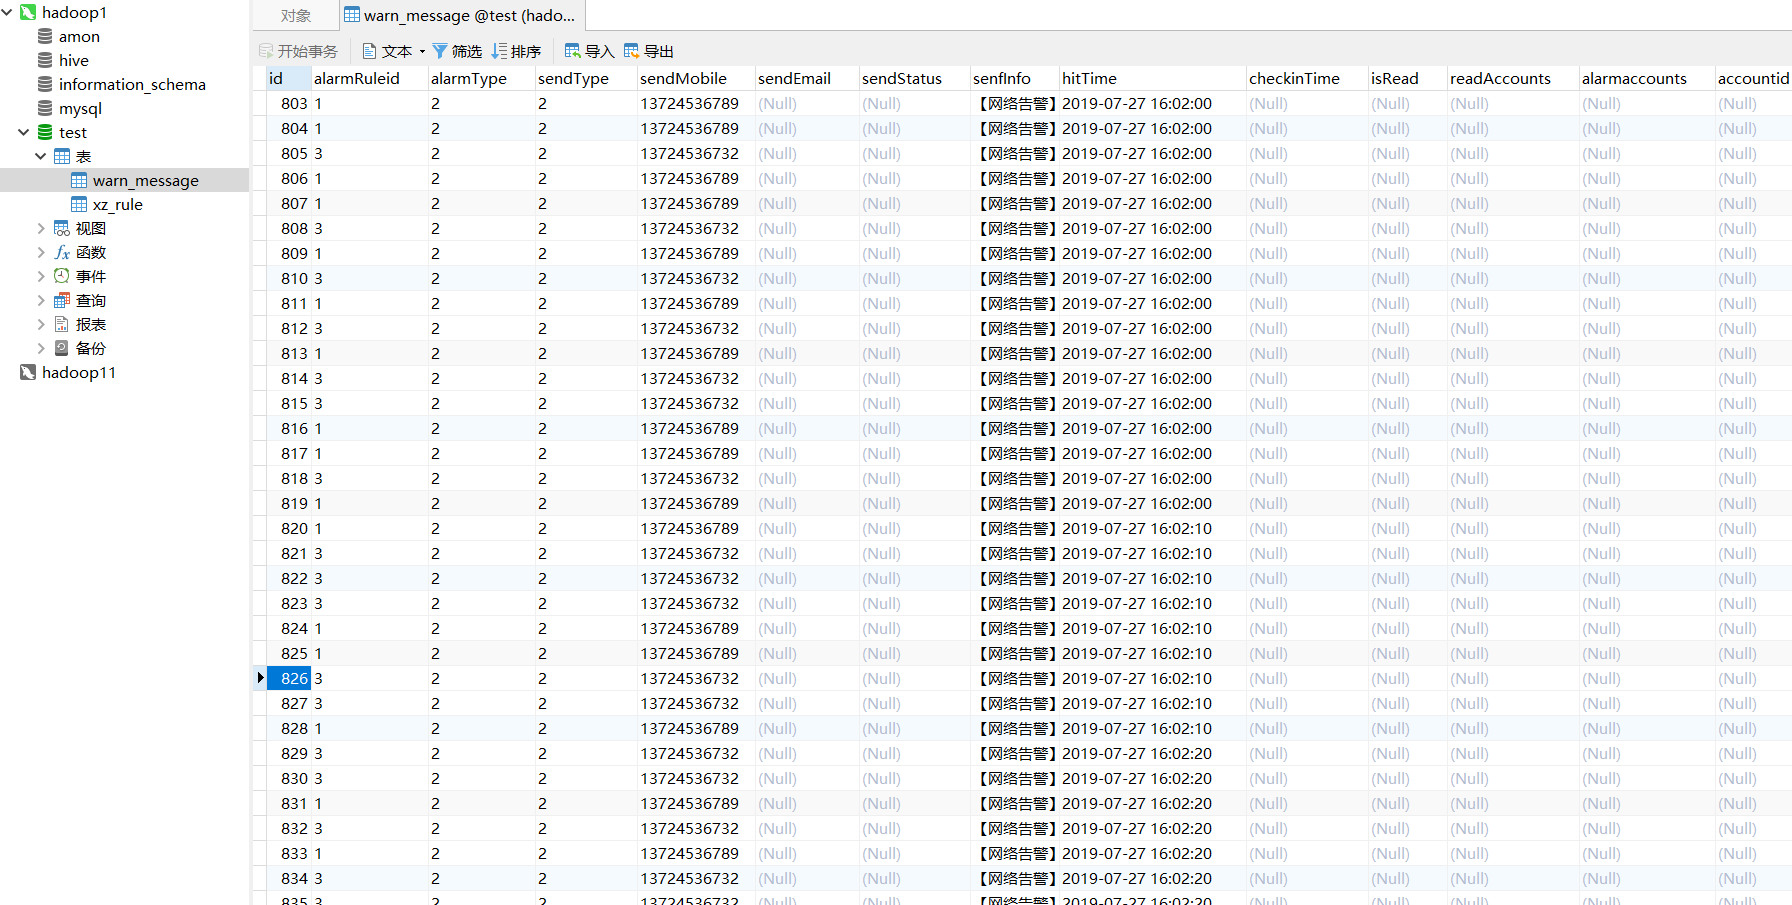 hadoop1
amon
hive
information_schema
mysql
test
表
warn_message
xz_rule
视图
函数
事件
查询
报表
备份
hadoop11
对象 warn_message @test (hado...
开始事务 文本 筛选 排序 导入 导出
id alarmRuleid alarmType sendType sendMobile sendEmail sendStatus senfInfo hitTime checkinTime isRead readAccounts alarmaccounts accountid
803 1 2 2 13724536789 (Null) (Null) 【网络告警】 2019-07-27 16:02:00 (Null) (Null) (Null) (Null) (Null)
804 1 2 2 13724536789 (Null) (Null) 【网络告警】 2019-07-27 16:02:00 (Null) (Null) (Null) (Null) (Null)
805 3 2 2 13724536732 (Null) (Null) 【网络告警】 2019-07-27 16:02:00 (Null) (Null) (Null) (Null) (Null)
806 1 2 2 13724536789 (Null) (Null) 【网络告警】 2019-07-27 16:02:00 (Null) (Null) (Null) (Null) (Null)
807 1 2 2 13724536789 (Null) (Null) 【网络告警】 2019-07-27 16:02:00 (Null) (Null) (Null) (Null) (Null)
808 3 2 2 13724536732 (Null) (Null) 【网络告警】 2019-07-27 16:02:00 (Null) (Null) (Null) (Null) (Null)
809 1 2 2 13724536789 (Null) (Null) 【网络告警】 2019-07-27 16:02:00 (Null) (Null) (Null) (Null) (Null)
810 3 2 2 13724536732 (Null) (Null) 【网络告警】 2019-07-27 16:02:00 (Null) (Null) (Null) (Null) (Null)
811 1 2 2 13724536789 (Null) (Null) 【网络告警】 2019-07-27 16:02:00 (Null) (Null) (Null) (Null) (Null)
812 3 2 2 13724536732 (Null) (Null) 【网络告警】 2019-07-27 16:02:00 (Null) (Null) (Null) (Null) (Null)
813 1 2 2 13724536789 (Null) (Null) 【网络告警】 2019-07-27 16:02:00 (Null) (Null) (Null) (Null) (Null)
814 3 2 2 13724536732 (Null) (Null) 【网络告警】 2019-07-27 16:02:00 (Null) (Null) (Null) (Null) (Null)
815 3 2 2 13724536732 (Null) (Null) 【网络告警】 2019-07-27 16:02:00 (Null) (Null) (Null) (Null) (Null)
816 1 2 2 13724536789 (Null) (Null) 【网络告警】 2019-07-27 16:02:00 (Null) (Null) (Null) (Null) (Null)
817 1 2 2 13724536789 (Null) (Null) 【网络告警】 2019-07-27 16:02:00 (Null) (Null) (Null) (Null) (Null)
818 3 2 2 13724536732 (Null) (Null) 【网络告警】 2019-07-27 16:02:00 (Null) (Null) (Null) (Null) (Null)
819 1 2 2 13724536789 (Null) (Null) 【网络告警】 2019-07-27 16:02:00 (Null) (Null) (Null) (Null) (Null)
820 1 2 2 13724536789 (Null) (Null) 【网络告警】 2019-07-27 16:02:10 (Null) (Null) (Null) (Null) (Null)
821 3 2 2 13724536732 (Null) (Null) 【网络告警】 2019-07-27 16:02:10 (Null) (Null) (Null) (Null) (Null)
822 3 2 2 13724536732 (Null) (Null) 【网络告警】 2019-07-27 16:02:10 (Null) (Null) (Null) (Null) (Null)
823 3 2 2 13724536732 (Null) (Null) 【网络告警】 2019-07-27 16:02:10 (Null) (Null) (Null) (Null) (Null)
824 1 2 2 13724536789 (Null) (Null) 【网络告警】 2019-07-27 16:02:10 (Null) (Null) (Null) (Null) (Null)
825 1 2 2 13724536789 (Null) (Null) 【网络告警】 2019-07-27 16:02:10 (Null) (Null) (Null) (Null) (Null)
826 3 2 2 13724536732 (Null) (Null) 【网络告警】 2019-07-27 16:02:10 (Null) (Null) (Null) (Null) (Null)
827 3 2 2 13724536732 (Null) (Null) 【网络告警】 2019-07-27 16:02:10 (Null) (Null) (Null) (Null) (Null)
828 1 2 2 13724536789 (Null) (Null) 【网络告警】 2019-07-27 16:02:10 (Null) (Null) (Null) (Null) (Null)
829 3 2 2 13724536732 (Null) (Null) 【网络告警】 2019-07-27 16:02:20 (Null) (Null) (Null) (Null) (Null)
830 3 2 2 13724536732 (Null) (Null) 【网络告警】 2019-07-27 16:02:20 (Null) (Null) (Null) (Null) (Null)
831 1 2 2 13724536789 (Null) (Null) 【网络告警】 2019-07-27 16:02:20 (Null) (Null) (Null) (Null) (Null)
832 3 2 2 13724536732 (Null) (Null) 【网络告警】 2019-07-27 16:02:20 (Null) (Null) (Null) (Null) (Null)
833 1 2 2 13724536789 (Null) (Null) 【网络告警】 2019-07-27 16:02:20 (Null) (Null) (Null) (Null) (Null)
834 3 2 2 13724536732 (Null) (Null) 【网络告警】 2019-07-27 16:02:20 (Null) (Null) (Null) (Null) (Null)
835 3 2 2 13724536732 (Null) (Null) 【网络告警】 2019-07-27 16:02:20 (Null) (Null) (Null) (Null) (Null)